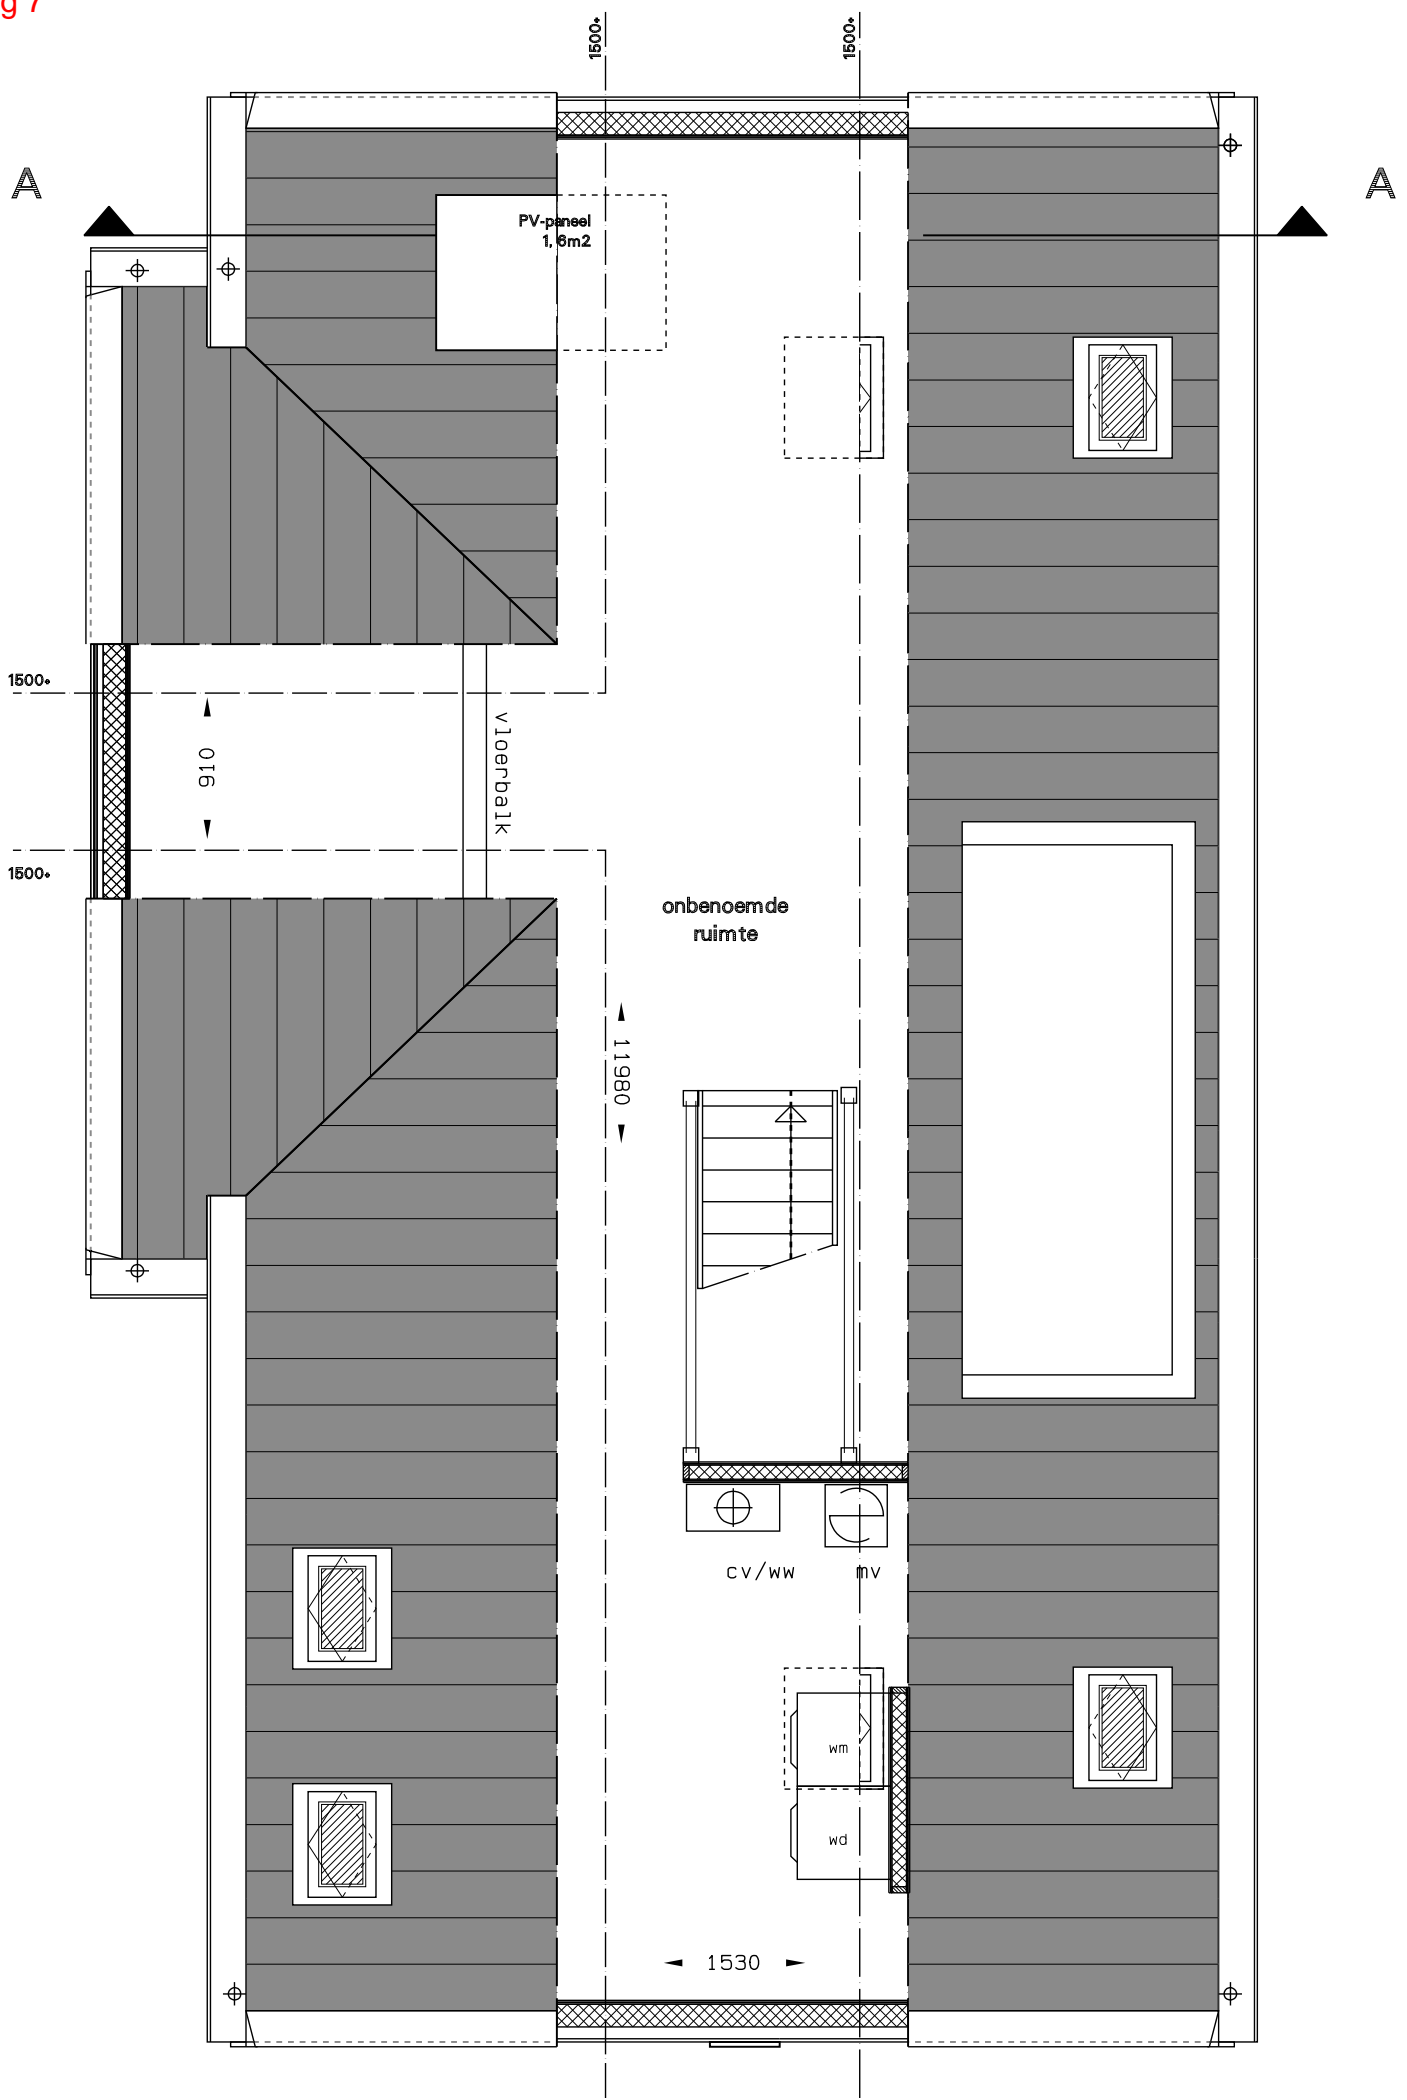 g 7
1500+
1500+
A
A
PV-paneel
1,6m2
1500+
910
vloerbalk
1500+
onbenoemde
ruimte
11980
cv/ww
mv
wm
wd
1530